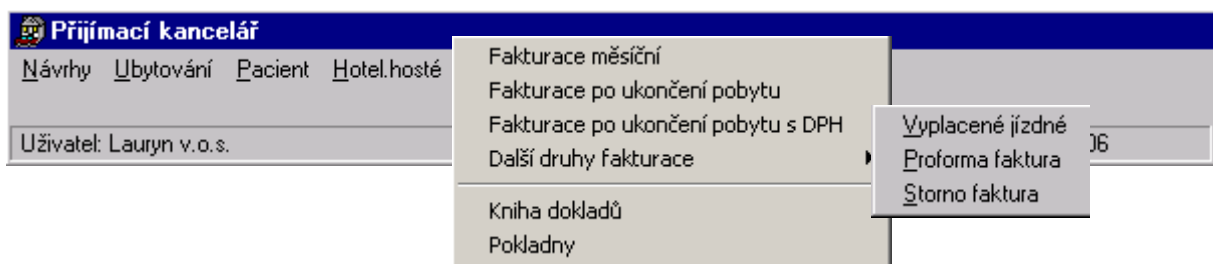 Přijímací kancelář
Návrhy Ubytování Pacient Hotel.hosté
Uživatel: Lauryn v.o.s.
Fakturace měsíční
Fakturace po ukončení pobytu
Fakturace po ukončení pobytu s DPH
Další druhy fakturace
Kniha dokladů
Pokladny
Vyplacené jízdné
Proforma faktura
Storno faktura
06